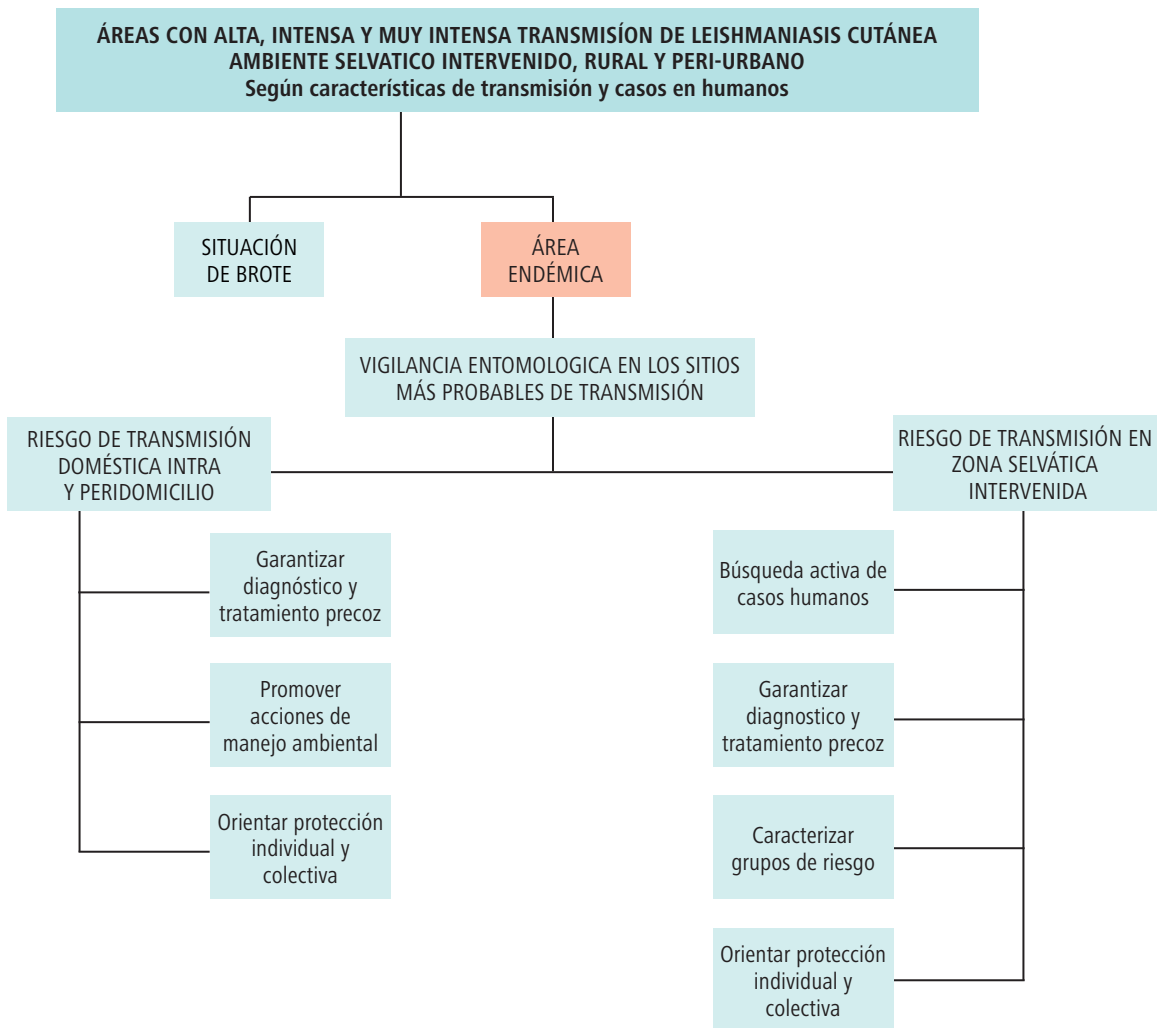 ÁREAS CON ALTA, INTENSA Y MUY INTENSA TRANSMISÍON DE LEISHMANIASIS CUTÁNEA
AMBIENTE SELVATICO INTERVENIDO, RURAL Y PERI-URBANO
Según características de transmisión y casos en humanos
SITUACIÓN
DE BROTE
ÁREA
ENDÉMICA
VIGILANCIA ENTOMOLOGICA EN LOS SITIOS
MÁS PROBABLES DE TRANSMISIÓN
RIESGO DE TRANSMISIÓN
DOMÉSTICA INTRA
Y PERIDOMICILIO
Garantizar
diagnóstico y
tratamiento precoz
Promover
acciones de
manejo ambiental
Orientar protección
individual y
colectiva
RIESGO DE TRANSMISIÓN EN
ZONA SELVÁTICA
INTERVENIDA
Búsqueda activa de
casos humanos
Garantizar
diagnostico y
tratamiento precoz
Caracterizar
grupos de riesgo
Orientar protección
individual y
colectiva